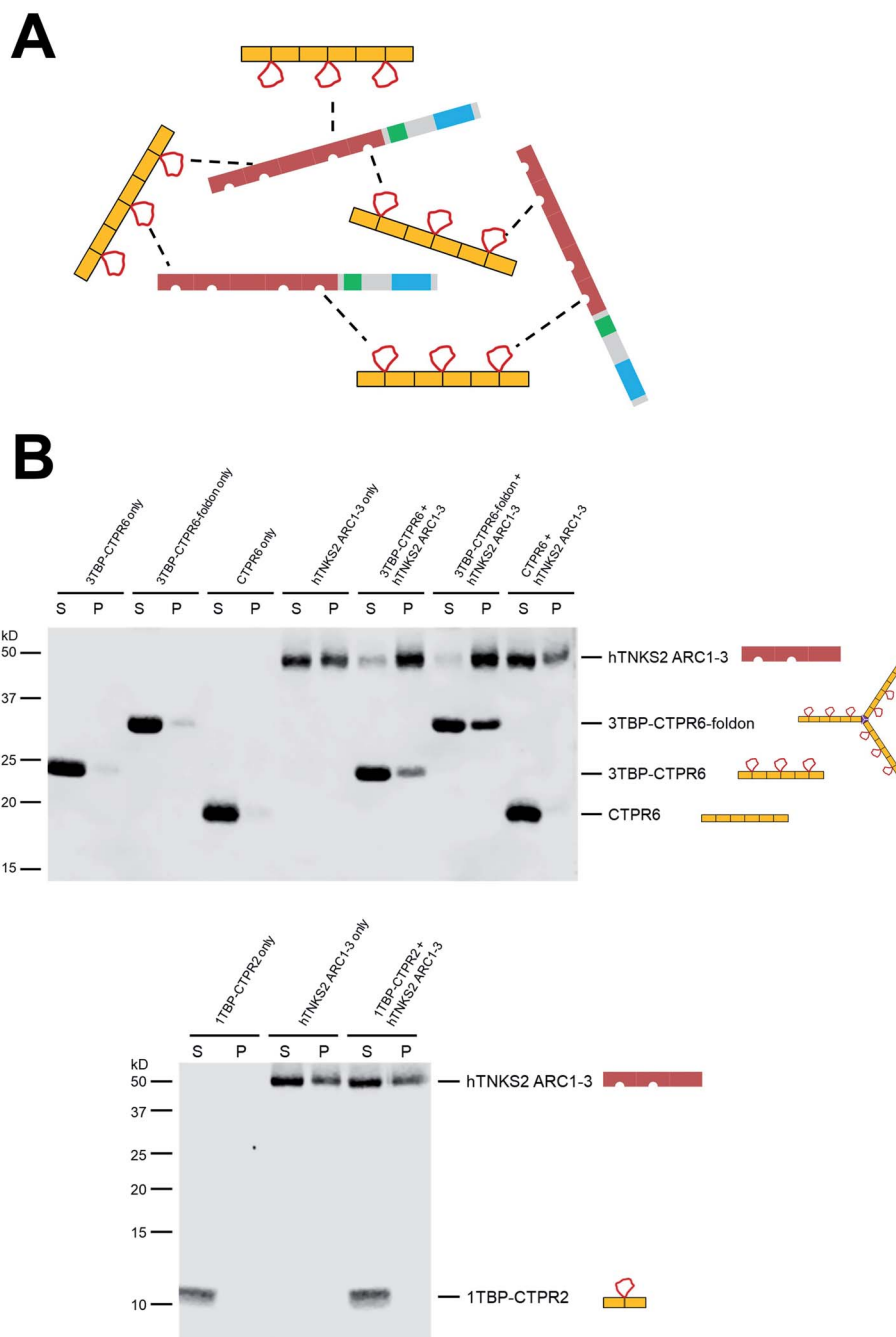 A
B
3TBP-CTPR6 only
3TBP-CTPR6-foldon only
CTPR6 only
hTNKS2 ARC1-3 only
3TBP-CTPR6 +
hTNKS2 ARC1-3
3TBP-CTPR6-foldon +
hTNKS2 ARC1-3
CTPR6 +
hTNKS2 ARC1-3
S P S P S P S P S P S P S P
kD
50
37
25
20
15
hTNKS2 ARC1-3
3TBP-CTPR6-foldon
3TBP-CTPR6
CTPR6
1TBP-CTPR2 only
hTNKS2 ARC1-3 only
1TBP-CTPR2 +
hTNKS2 ARC1-3
S P S P S P
kD
50
37
25
20
15
10
hTNKS2 ARC1-3
1TBP-CTPR2